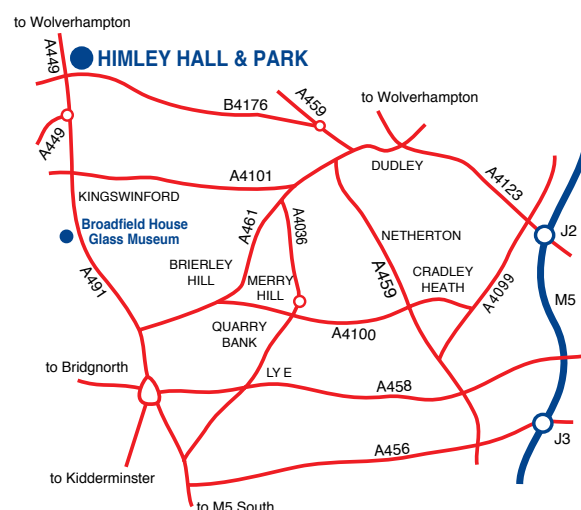 to Wolverhampton
A449
HIMLEY HALL & PARK
A459
to Wolverhampton
B4176
A449
DUDLEY
A4101
A4123
KINGSWINFORD
A4036
A461
Broadfield House
Glass Museum
NETHERTON
J2
BRIERLEY
HILL
MERRY
HILL
A459
CRADLEY
HEATH
A4099
A491
M5
QUARRY
BANK
A4100
to Bridgnorth
LY E
A458
J3
A456
to Kidderminster
to M5 South